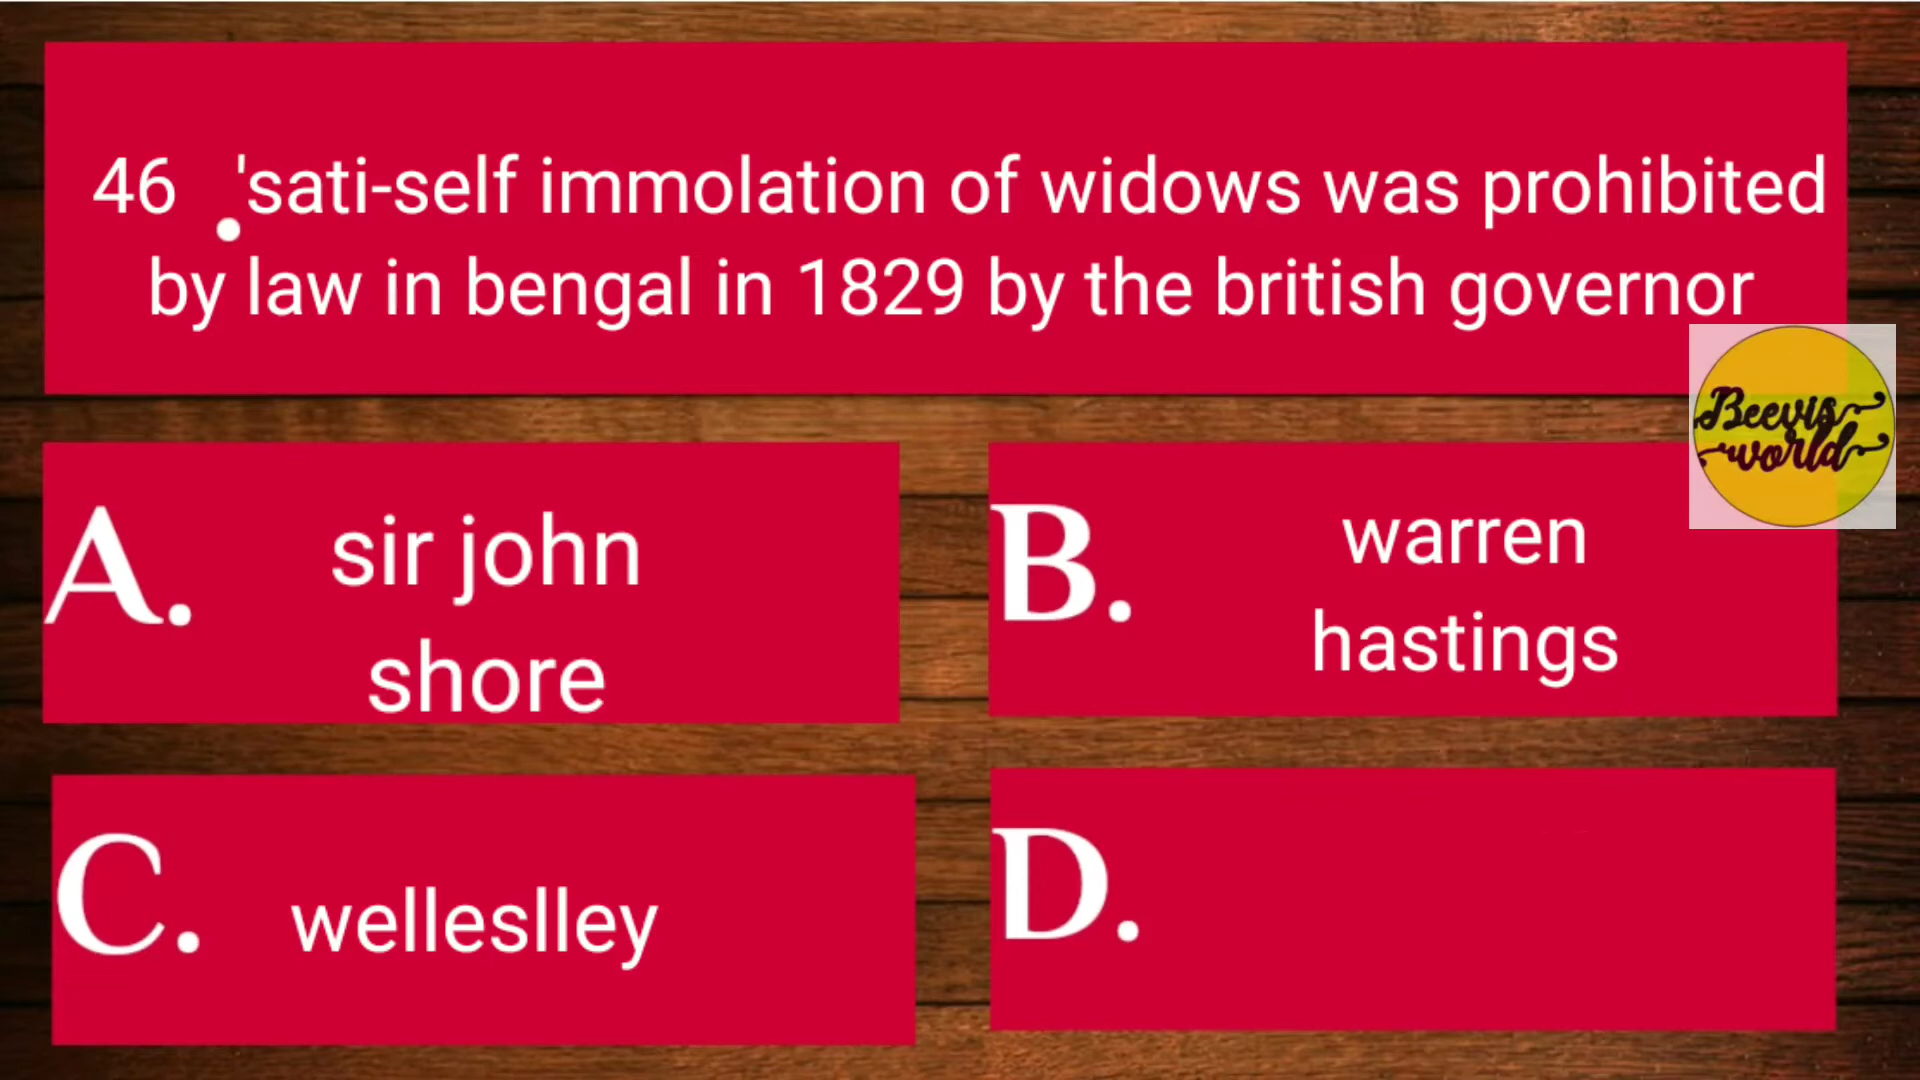 46 .'sati-self immolation of widows was prohibited
by law in bengal in 1829 by the british governor
Beevis
world
A. sir john
shore
B. warren
hastings
C. welleslley
D.